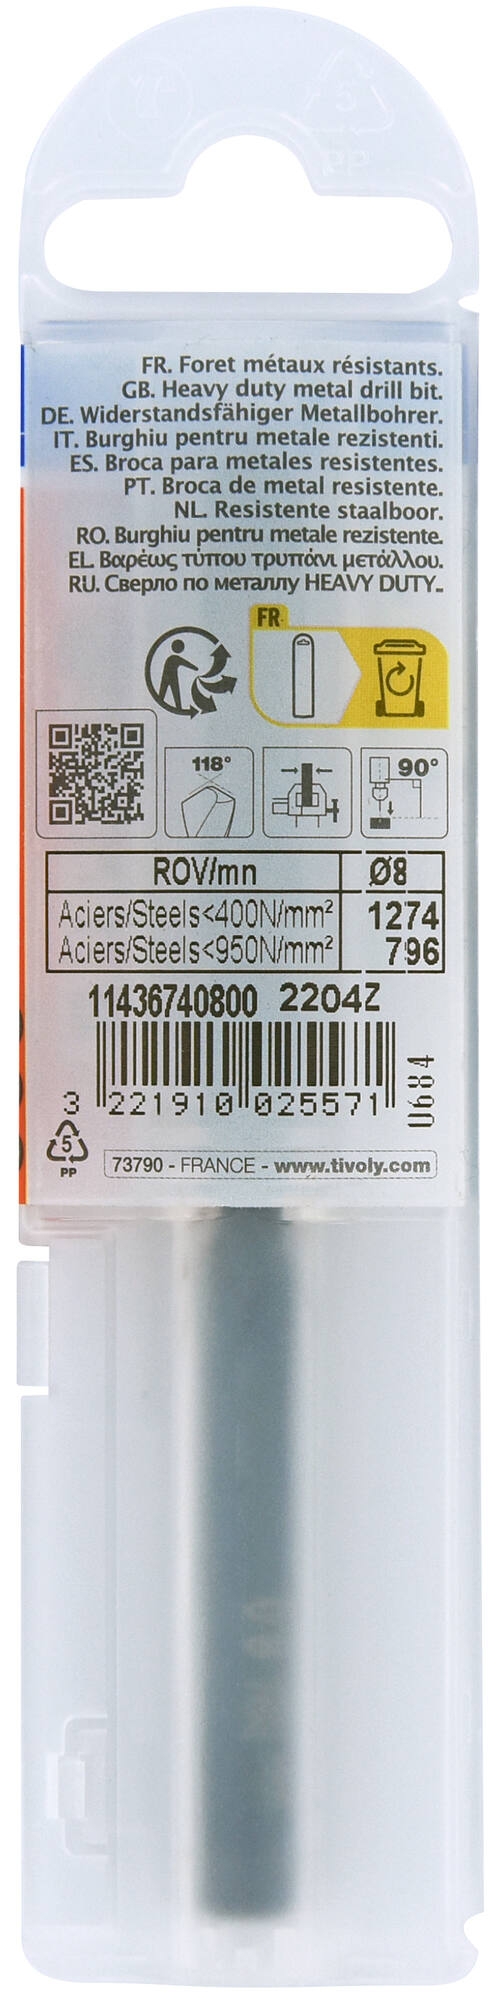 5
PP
FR. Foret métaux résistants.
GB. Heavy duty metal drill bit.
DE. Widerstandsfähiger Metallbohrer.
IT. Burghiu pentru metale rezistenti.
ES. Broca para metales resistentes.
PT. Broca de metal resistente.
NL. Resistente staalboor.
RO. Burghiu pentru metale rezistente.
EL. Βαρέως τύπου τρυπάνι μετάλλου.
RU. Сверло по металлу HEAVY DUTY..
FR
118°
90°
ROV/mn Ø8
Aciers/Steels<400N/mm² 1274
Aciers/Steels<950N/mm² 796
11436740800 2204Z
3 221910 025571
0684
5
PP
73790 - FRANCE - www.tivoly.com